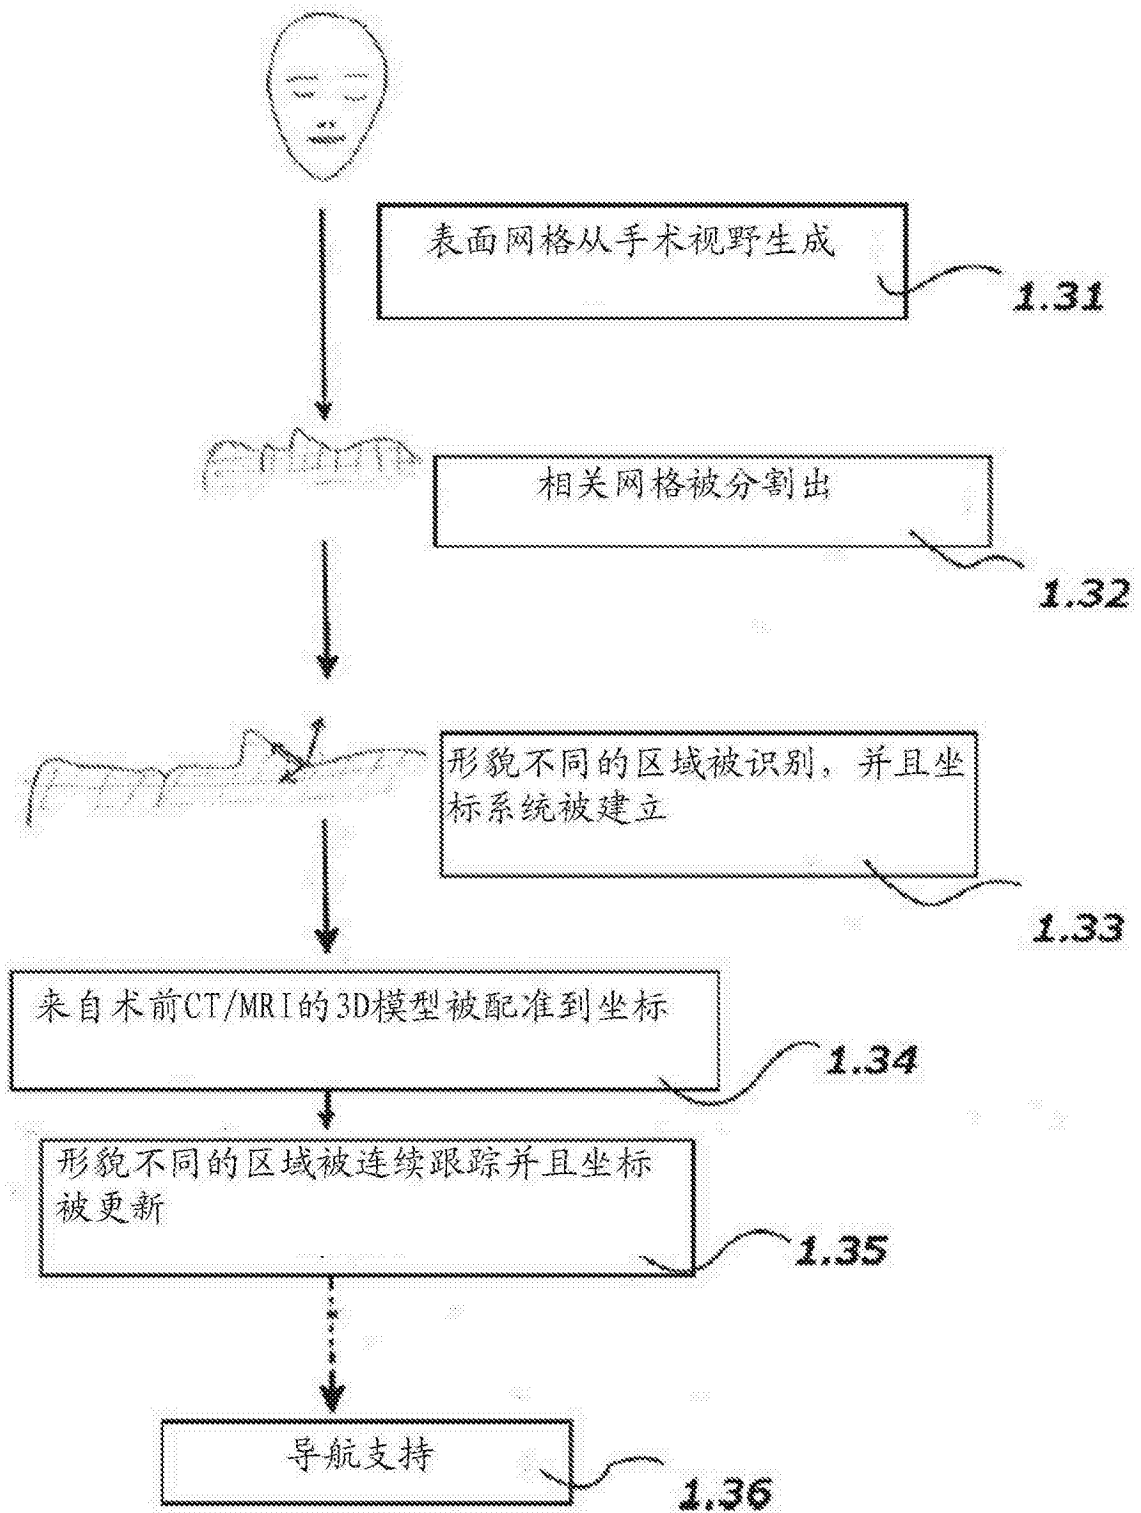 表面网格从手术视野生成
1.31
相关网格被分割出
1.32
形貌不同的区域被识别，并且坐
标系统被建立
1.33
来自术前CT/MRI的3D模型被配准到坐标
1.34
形貌不同的区域被连续跟踪并且坐标
被更新
1.35
导航支持
1.36